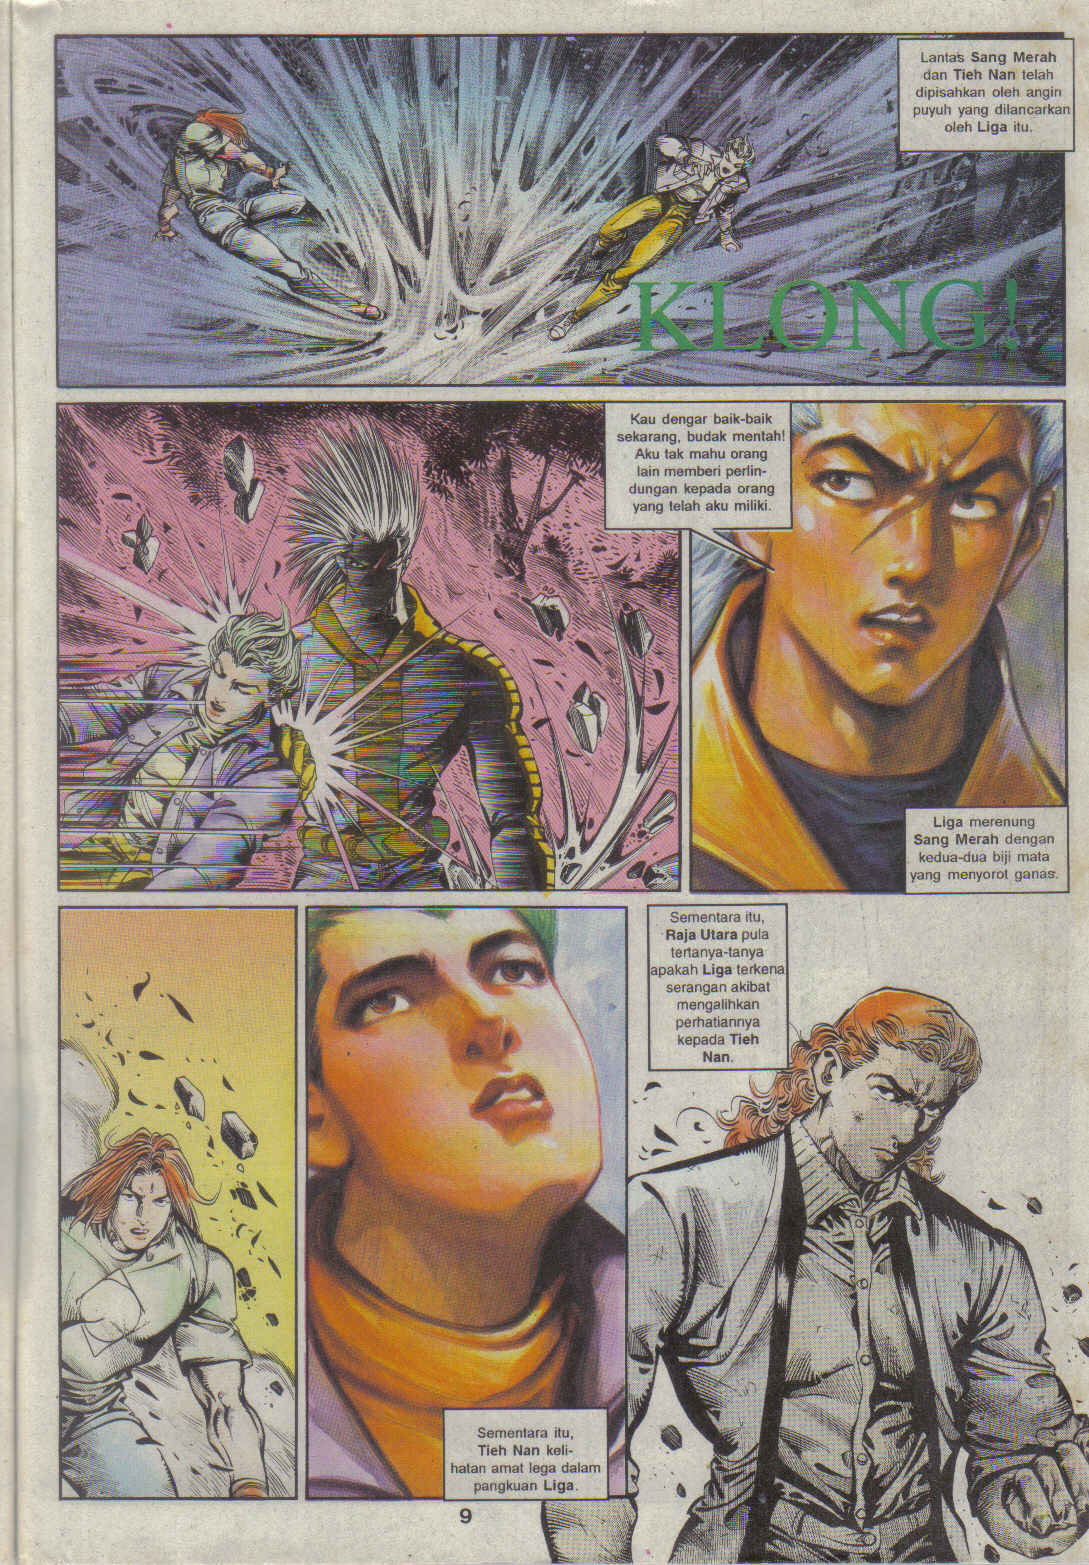 Lantas Sang Merah
dan Tieh Nan telah
dipisahkan oleh angin
puyuh yang dilancarkan
oleh Liga itu.
KLONG!
Kau dengar baik-baik
sekarang, budak mentah!
Aku tak mahu orang
lain memberi perlin-
dungan kepada orang
yang telah aku miliki.
Liga merenung
Sang Merah dengan
kedua-dua biji mata
yang menyorot ganas.
Sementara itu,
Tieh Nan keli-
hatan amat lega dalam
pangkuan Liga.
Sementara itu,
Raja Utara pula
tertanya-tanya
apakah Liga terkena
serangan akibat
mengalihkan
perhatiannya
kepada Tieh
Nan.
9